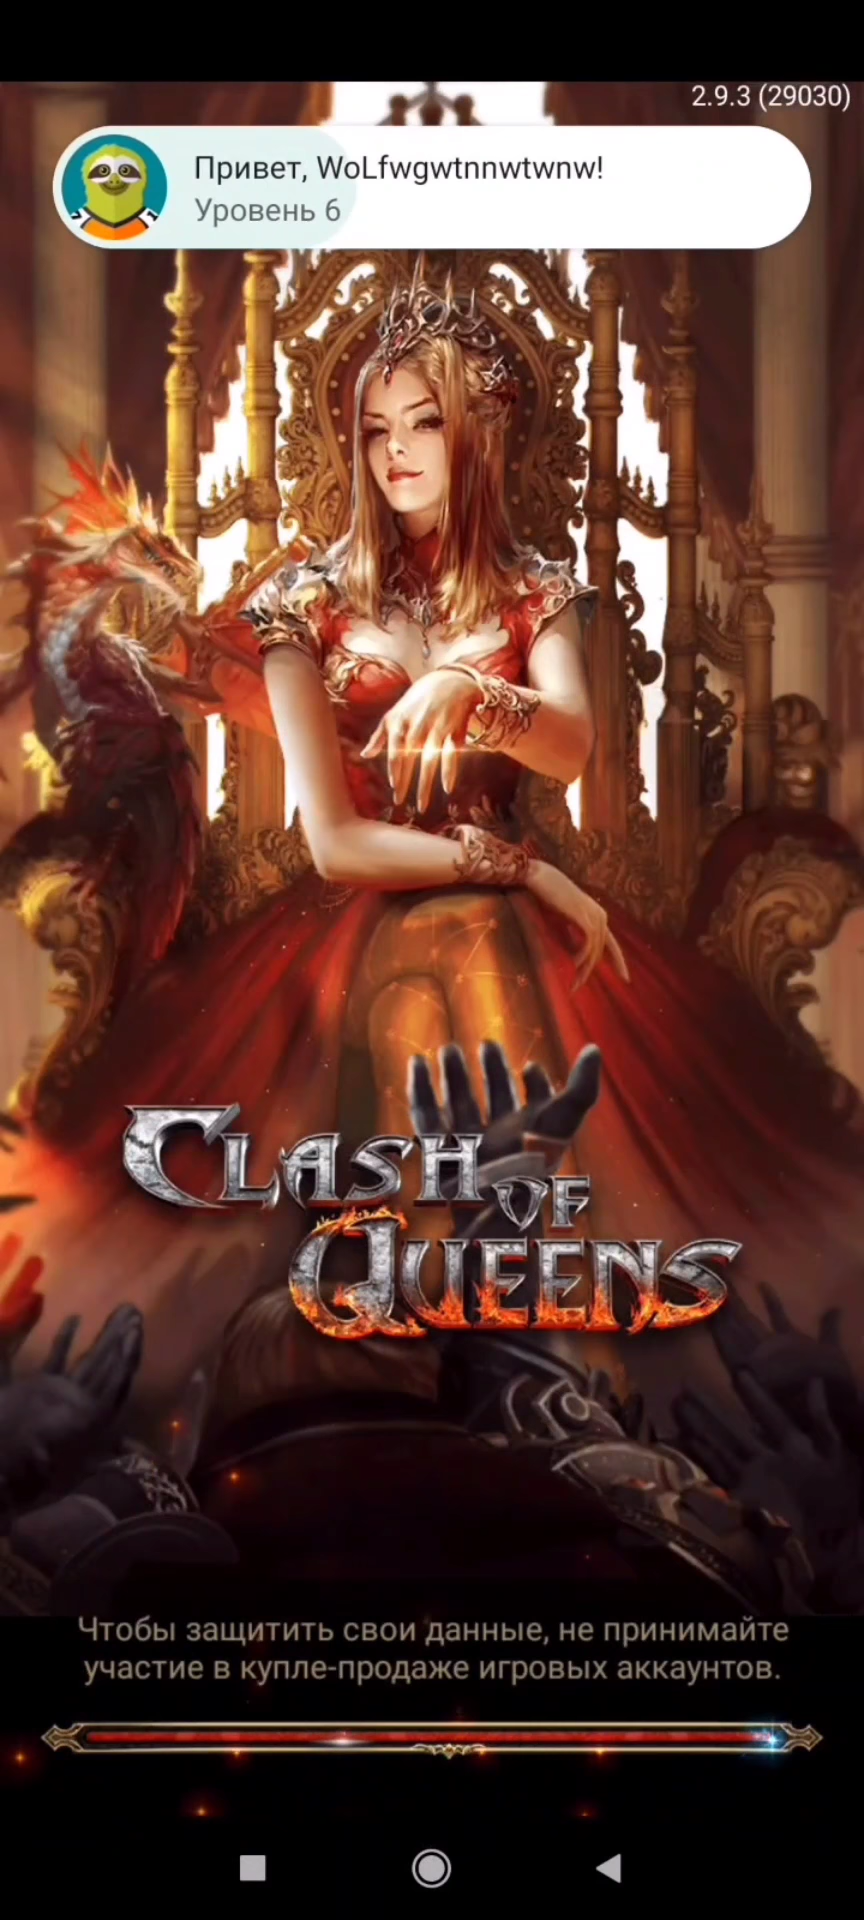 2.9.3 (29030)
Привет, WoLfwgwtnnwtwnw!
Уровень 6
CLASH OF
QUEENS
Чтобы защитить свои данные, не принимайте
участие в купле-продаже игровых аккаунтов.